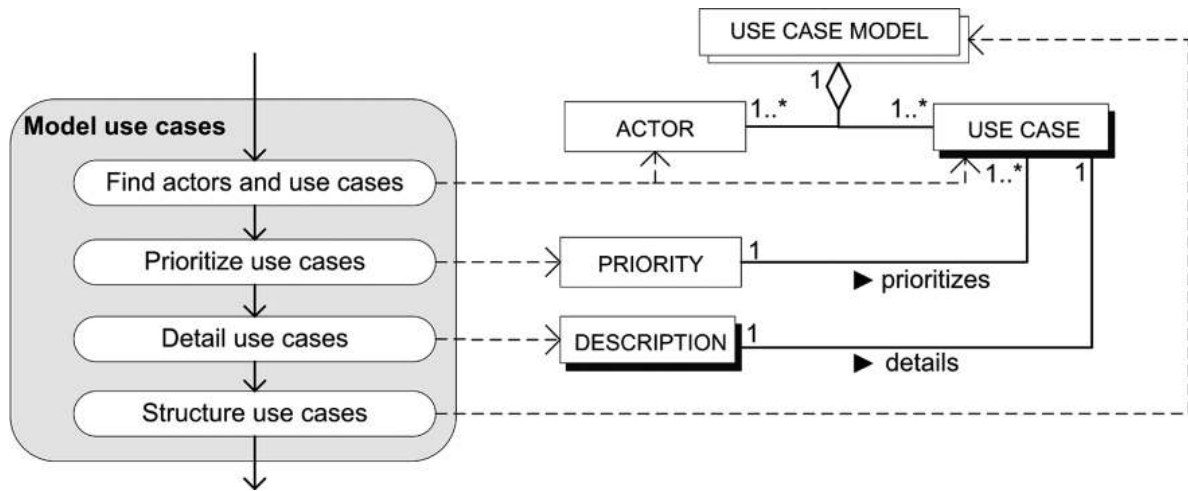 USE CASE MODEL
1
Model use cases
ACTOR
1..*
1..*
USE CASE
Find actors and use cases
1..*
1
Prioritize use cases
PRIORITY
1
► prioritizes
Detail use cases
DESCRIPTION
1
► details
Structure use cases